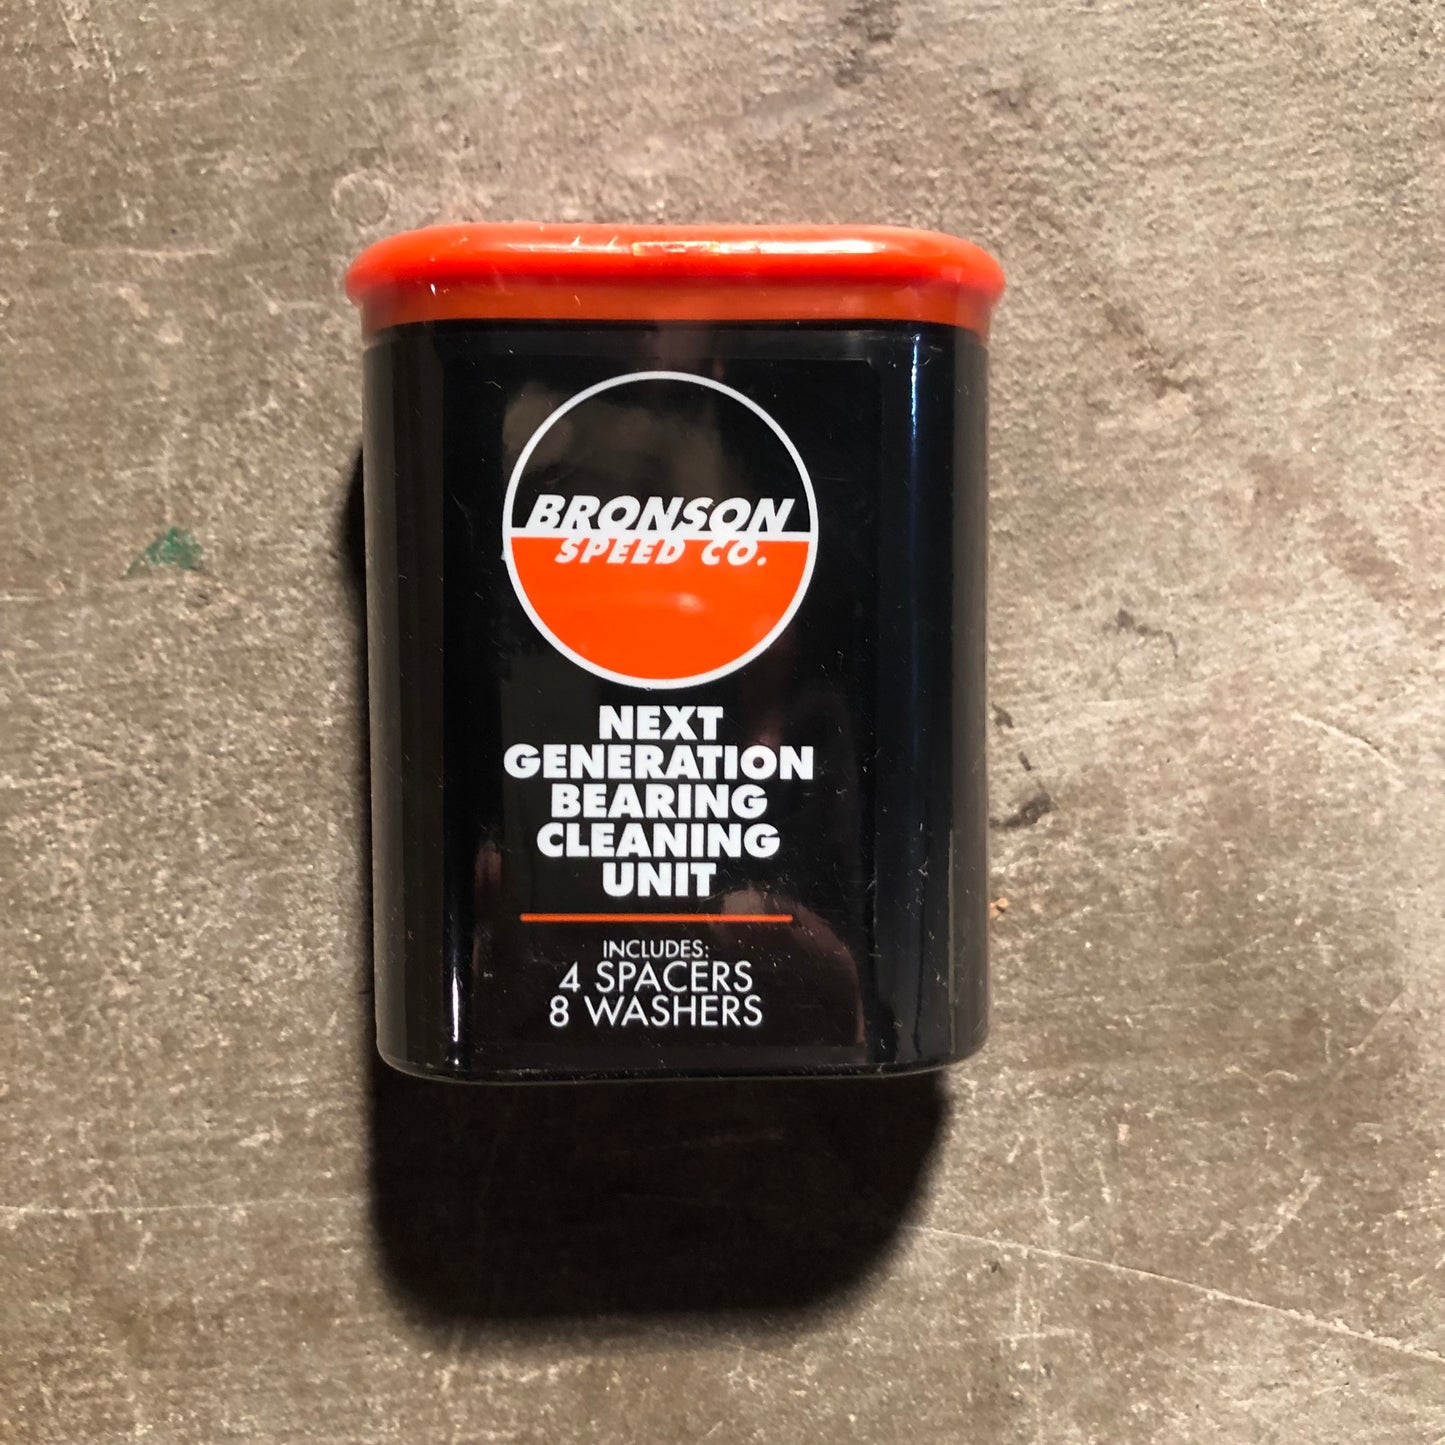 BRONSON
SPEED CO.
NEXT
GENERATION
BEARING
CLEANING
UNIT
INCLUDES:
4 SPACERS
8 WASHERS